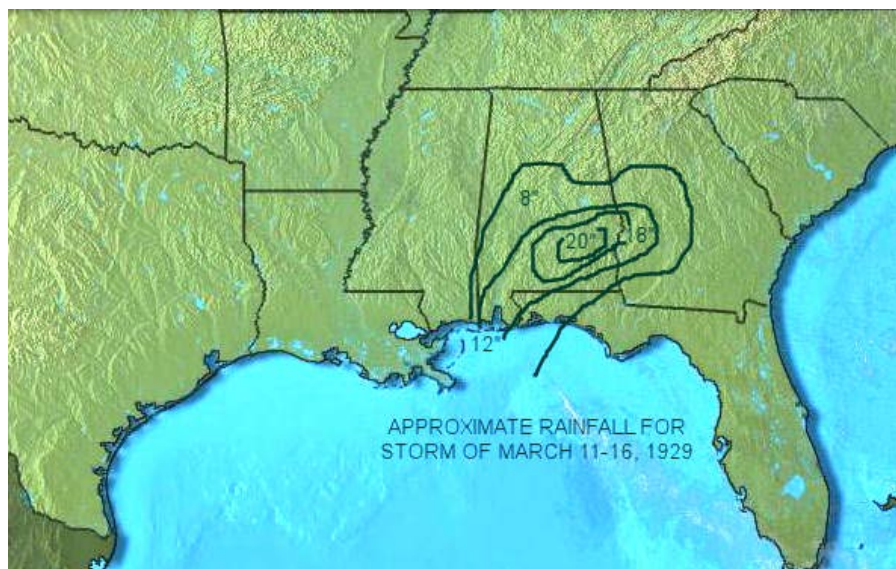 8"
20" 18"
12"
APPROXIMATE RAINFALL FOR
STORM OF MARCH 11-16, 1929